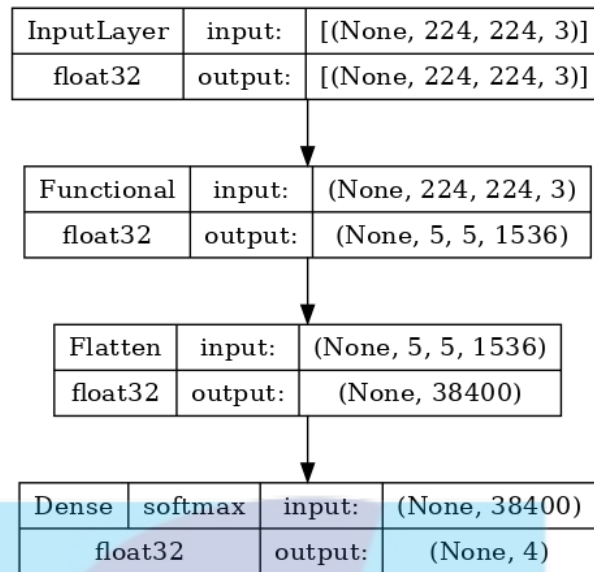 InputLayer input: [(None, 224, 224, 3)]
float32 output: [(None, 224, 224, 3)]
Functional input: (None, 224, 224, 3)
float32 output: (None, 5, 5, 1536)
Flatten input: (None, 5, 5, 1536)
float32 output: (None, 38400)
Dense softmax input: (None, 38400)
float32 output: (None, 4)